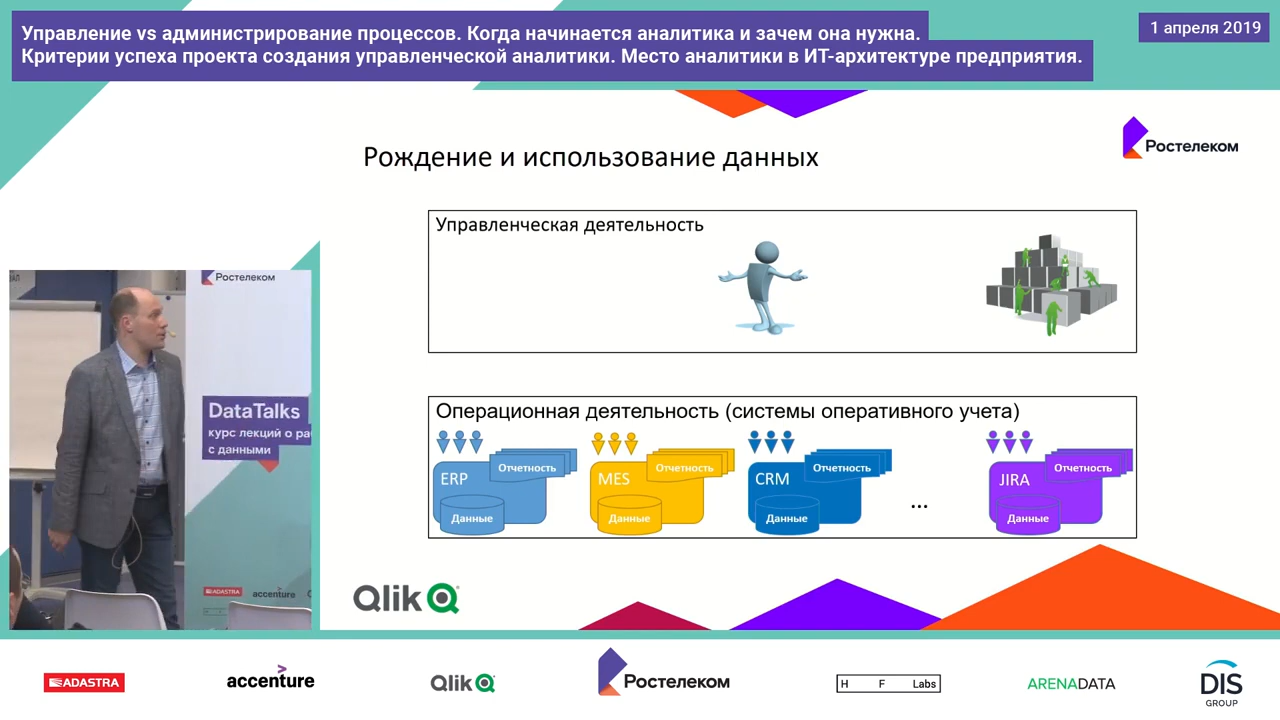 Управление vs администрирование процессов. Когда начинается аналитика и зачем она нужна.
Критерии успеха проекта создания управленческой аналитики. Место аналитики в ИТ-архитектуре предприятия.
1 апреля 2019
Ростелеком
Рождение и использование данных
Управленческая деятельность
Операционная деятельность (системы оперативного учета)
ERP
Отчетность
Данные
MES
Отчетность
Данные
CRM
Отчетность
Данные
...
JIRA
Отчетность
Данные
Qlik
Ростелеком
DataTalks
курс лекций о ра
с данными
ADASTRA
accenture
ADASTRA
accenture
Qlik
Ростелеком
H F Labs
ARENADATA
DIS
GROUP